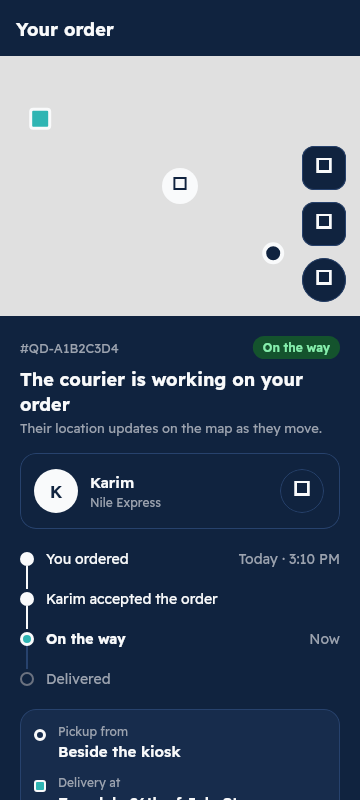 Your order
#QD-A1B2C3D4
On the way
The courier is working on your
order
Their location updates on the map as they move.
K
Karim
Nile Express
You ordered
Today · 3:10 PM
Karim accepted the order
On the way
Now
Delivered
Pickup from
Beside the kiosk
Delivery at